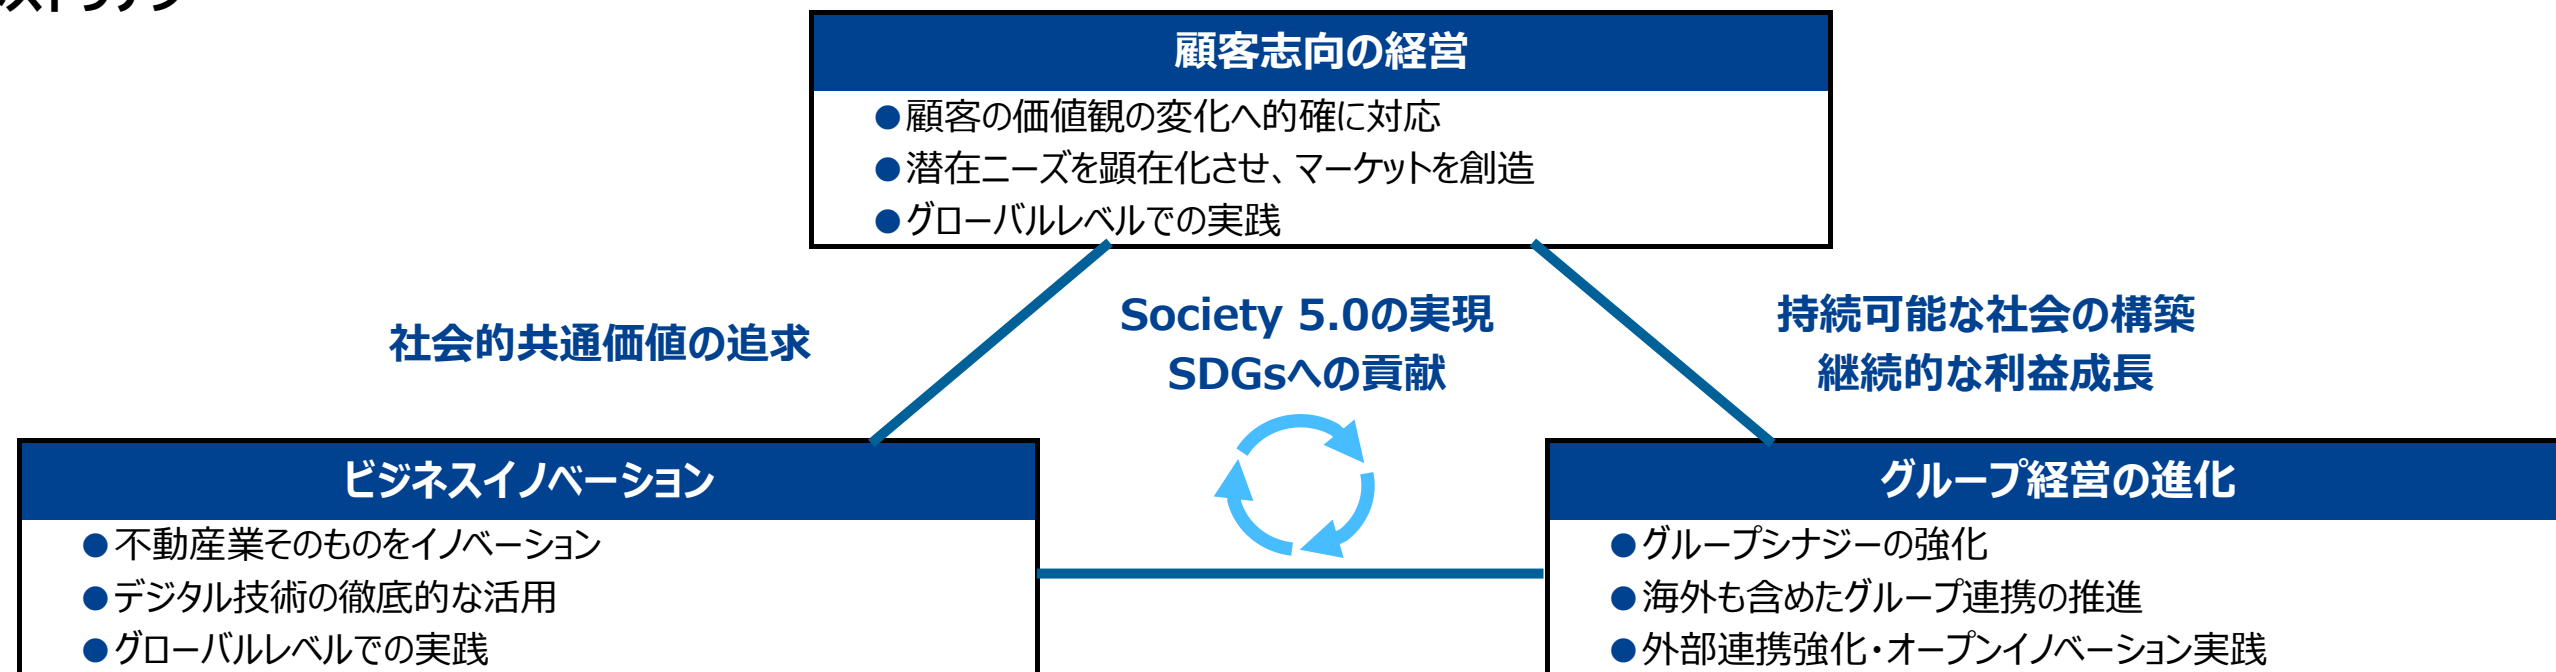 顧客志向の経営
●顧客の価値観の変化へ的確に対応
●潜在ニーズを顕在化させ、マーケットを創造
●グローバルレベルでの実践
社会的共通価値の追求
Society 5.0の実現
SDGsへの貢献
持続可能な社会の構築
継続的な利益成長
ビジネスイノベーション
●不動産業そのものをイノベーション
●デジタル技術の徹底的な活用
●グローバルレベルでの実践
グループ経営の進化
●グループシナジーの強化
●海外も含めたグループ連携の推進
●外部連携強化・オープンイノベーション実践